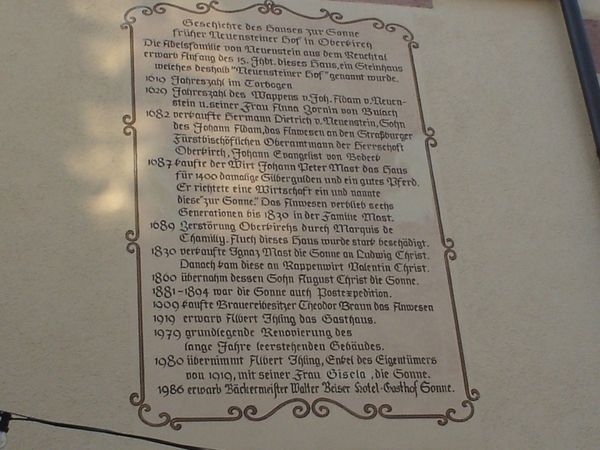 Geschichte des Hauses zur Sonne
früher Neuensteiner Hof in Oberkirch
Die Adelsfamilie von Neuenstein aus dem Renchtal
erwarb Anfang des 15. Jhdt. dieses Haus, ein Steinhaus
welches deshalb "Neuensteiner Hof" genannt wurde.
1610 Jahreszahl im Torbogen
1629 Jahreszahl des Wappens v. Joh. Adam v. Neuen-
stein u. seiner Frau Anna Zornin von Bulach
1682 verkaufte Hermann Dietrich v. Neuenstein, Sohn
des Johann Adam, das Anwesen an den Straßburger
Fürstbischöflichen Oberamtmann der Herrschaft
Oberkirch, Johann Evangelist von Bodeck
1687 kaufte der Wirt Johann Peter Mast das Haus
für 1400 damalige Silbergulden und ein gutes Pferd.
Er richtete eine Wirtschaft ein und nannte
diese "zur Sonne". Das Anwesen verblieb sechs
Generationen bis 1830 in der Familie Mast.
1689 Zerstörung Oberkirchs durch Marquis de
Chamilly. Auch dieses Haus wurde stark beschädigt.
1830 verkaufte Ignaz Mast die Sonne an Ludwig Christ.
Danach kam diese an Rappenwirt Valentin Christ.
1860 übernahm dessen Sohn August Christ die Sonne.
1881-1894 war die Sonne auch Postexpedition.
1909 kaufte Brauereibesitzer Theodor Braun das Anwesen
1919 erwarb Albert Ihling das Gasthaus.
1979 grundlegende Renovierung des
lange Jahre leerstehenden Gebäudes.
1980 übernimmt Albert Ihling, Enkel des Eigentümers
von 1919, mit seiner Frau Gisela, die Sonne.
1986 erwarb Bäckermeister Walter Beiser Hotel-Gasthof Sonne.